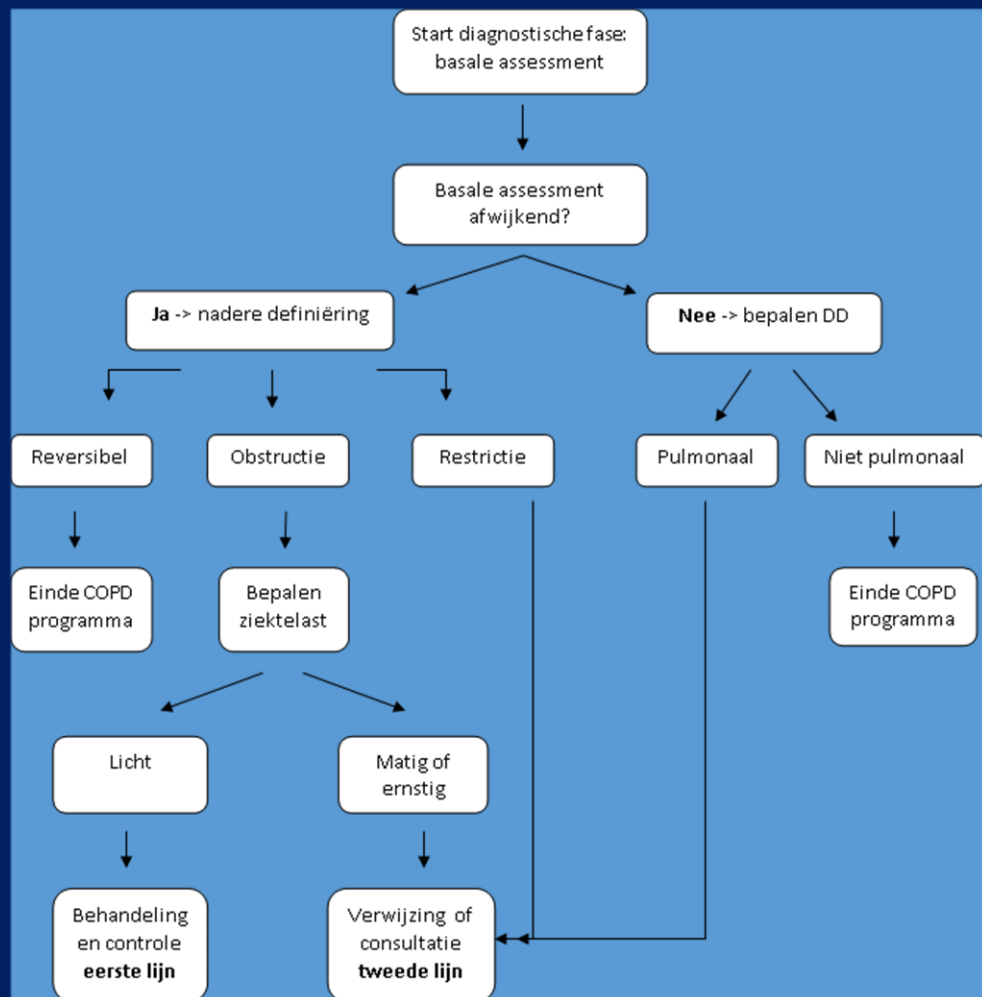 Start diagnostische fase:
basale assessment
Basale assessment
afwijkend?
Ja -> nadere definiëring
Nee -> bepalen DD
Reversibel
Obstructie
Restrictie
Pulmonaal
Niet pulmonaal
Einde COPD
programma
Bepalen
ziektelast
Einde COPD
programma
Licht
Matig of
ernstig
Behandeling
en controle
eerste lijn
Verwijzing of
consultatie
tweede lijn